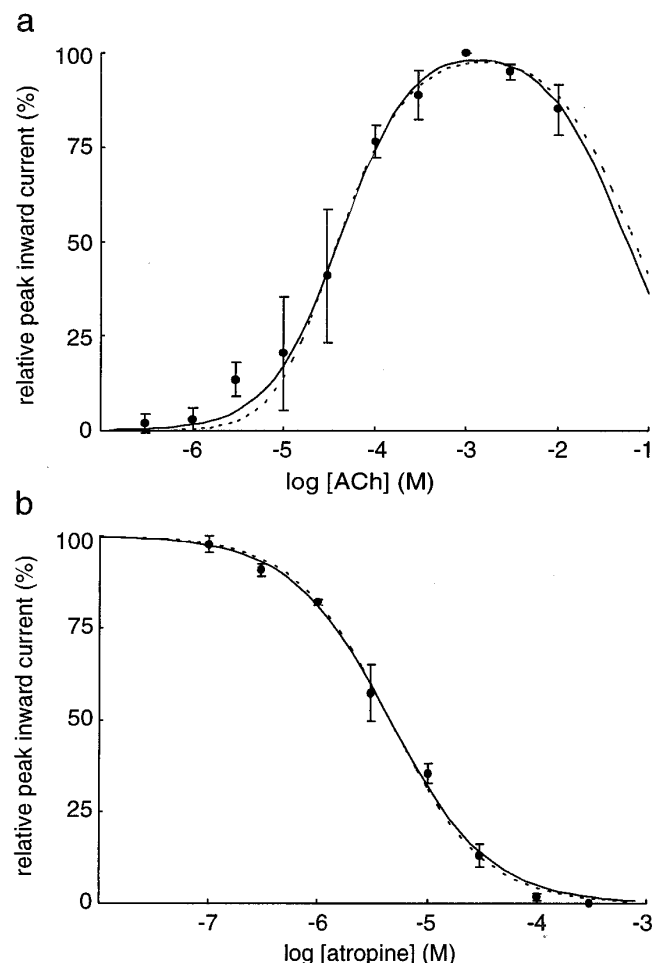 a
100
75
50
25
0
relative peak inward current (%)
-6 -5 -4 -3 -2 -1
log [ACh] (M)
b
100
75
50
25
0
relative peak inward current (%)
-7 -6 -5 -4 -3
log [atropine] (M)